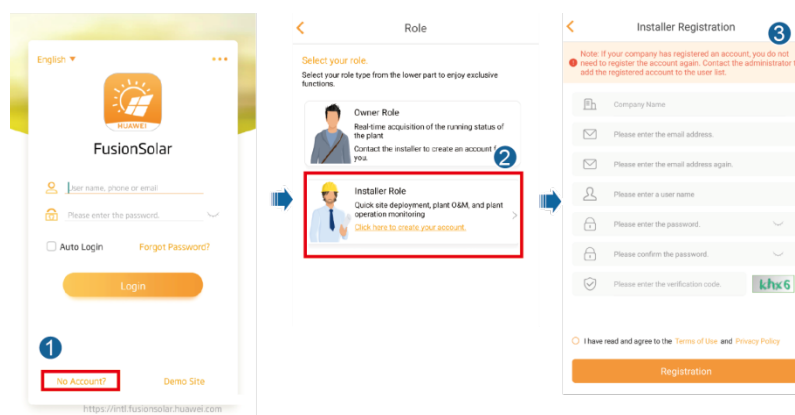 English ▼
HUAWEI
FusionSolar
User name, phone or email
Please enter the password.
Auto Login
Forgot Password?
Login
1
No Account?
Demo Site
https://intl.fusionsolar.huawei.com
Role
Select your role.
Select your role type from the lower part to enjoy exclusive
functions.
Owner Role
Real-time acquisition of the running status of
the plant
Contact the installer to create an account f
you.
2
Installer Role
Quick site deployment, plant O&M, and plant
operation monitoring
Click here to create your account.
Installer Registration
3
Note: If your company has registered an account, you do not
need to register the account again. Contact the administrator t
add the registered account to the user list.
Company Name
Please enter the email address.
Please enter the email address again.
Please enter a user name
Please enter the password.
Please confirm the password.
Please enter the verification code.
khx6
I have read and agree to the Terms of Use and Privacy Policy
Registration